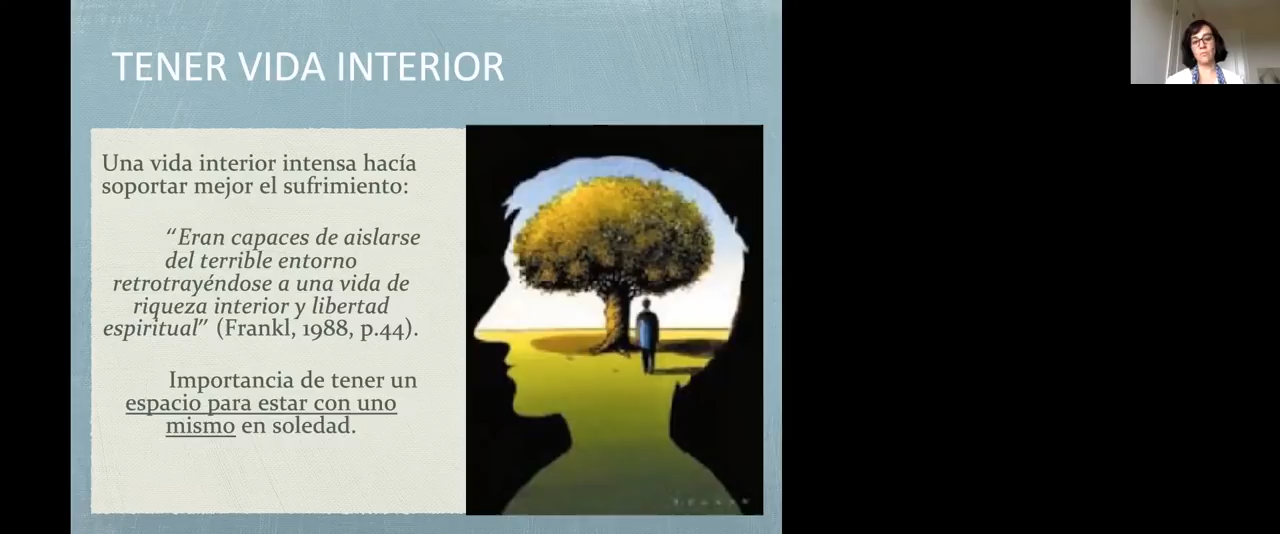 TENER VIDA INTERIOR
Una vida interior intensa hacía
soportar mejor el sufrimiento:
“Eran capaces de aislarse
del terrible entorno
retrotrayéndose a una vida de
riqueza interior y libertad
espiritual” (Frankl, 1988, p.44).
Importancia de tener un
espacio para estar con uno
mismo en soledad.